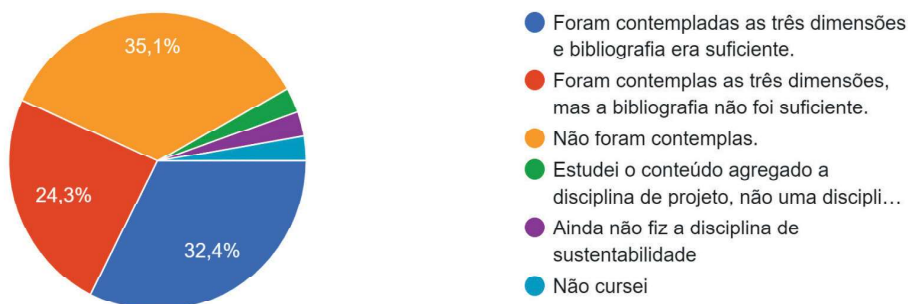 35,1%
24,3%
32,4%
Foram contempladas as três dimensões
e bibliografia era suficiente.
Foram contemplas as três dimensões,
mas a bibliografia não foi suficiente.
Não foram contemplas.
Estudei o conteúdo agregado a
disciplina de projeto, não uma discipli…
Ainda não fiz a disciplina de
sustentabilidade
Não cursei